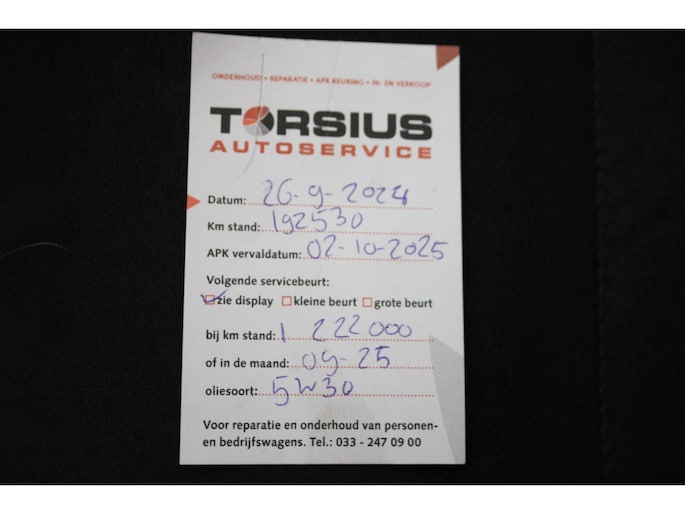 ONDERHOUD • REPARATIE • APK KEURING • IN- EN VERKOOP
TORSIUS
AUTOSERVICE
Datum: 26-9-2024
Km stand: 192530
APK vervaldatum: 02-10-2025
Volgende servicebeurt:
zie display kleine beurt grote beurt
bij km stand: 1 222000
of in de maand: 09-25
oliesoort: 5W30
Voor reparatie en onderhoud van personen-
en bedrijfswagens. Tel.: 033 - 247 09 00